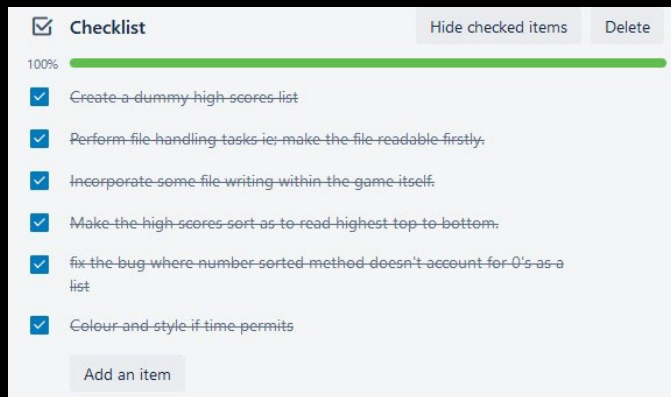 Checklist
Hide checked items
Delete
100%
Create a dummy high scores list
Perform file handling tasks ie; make the file readable firstly.
Incorporate some file writing within the game itself.
Make the high scores sort as to read highest top to bottom.
fix the bug where number sorted method doesn't account for 0's as a
list
Colour and style if time permits
Add an item